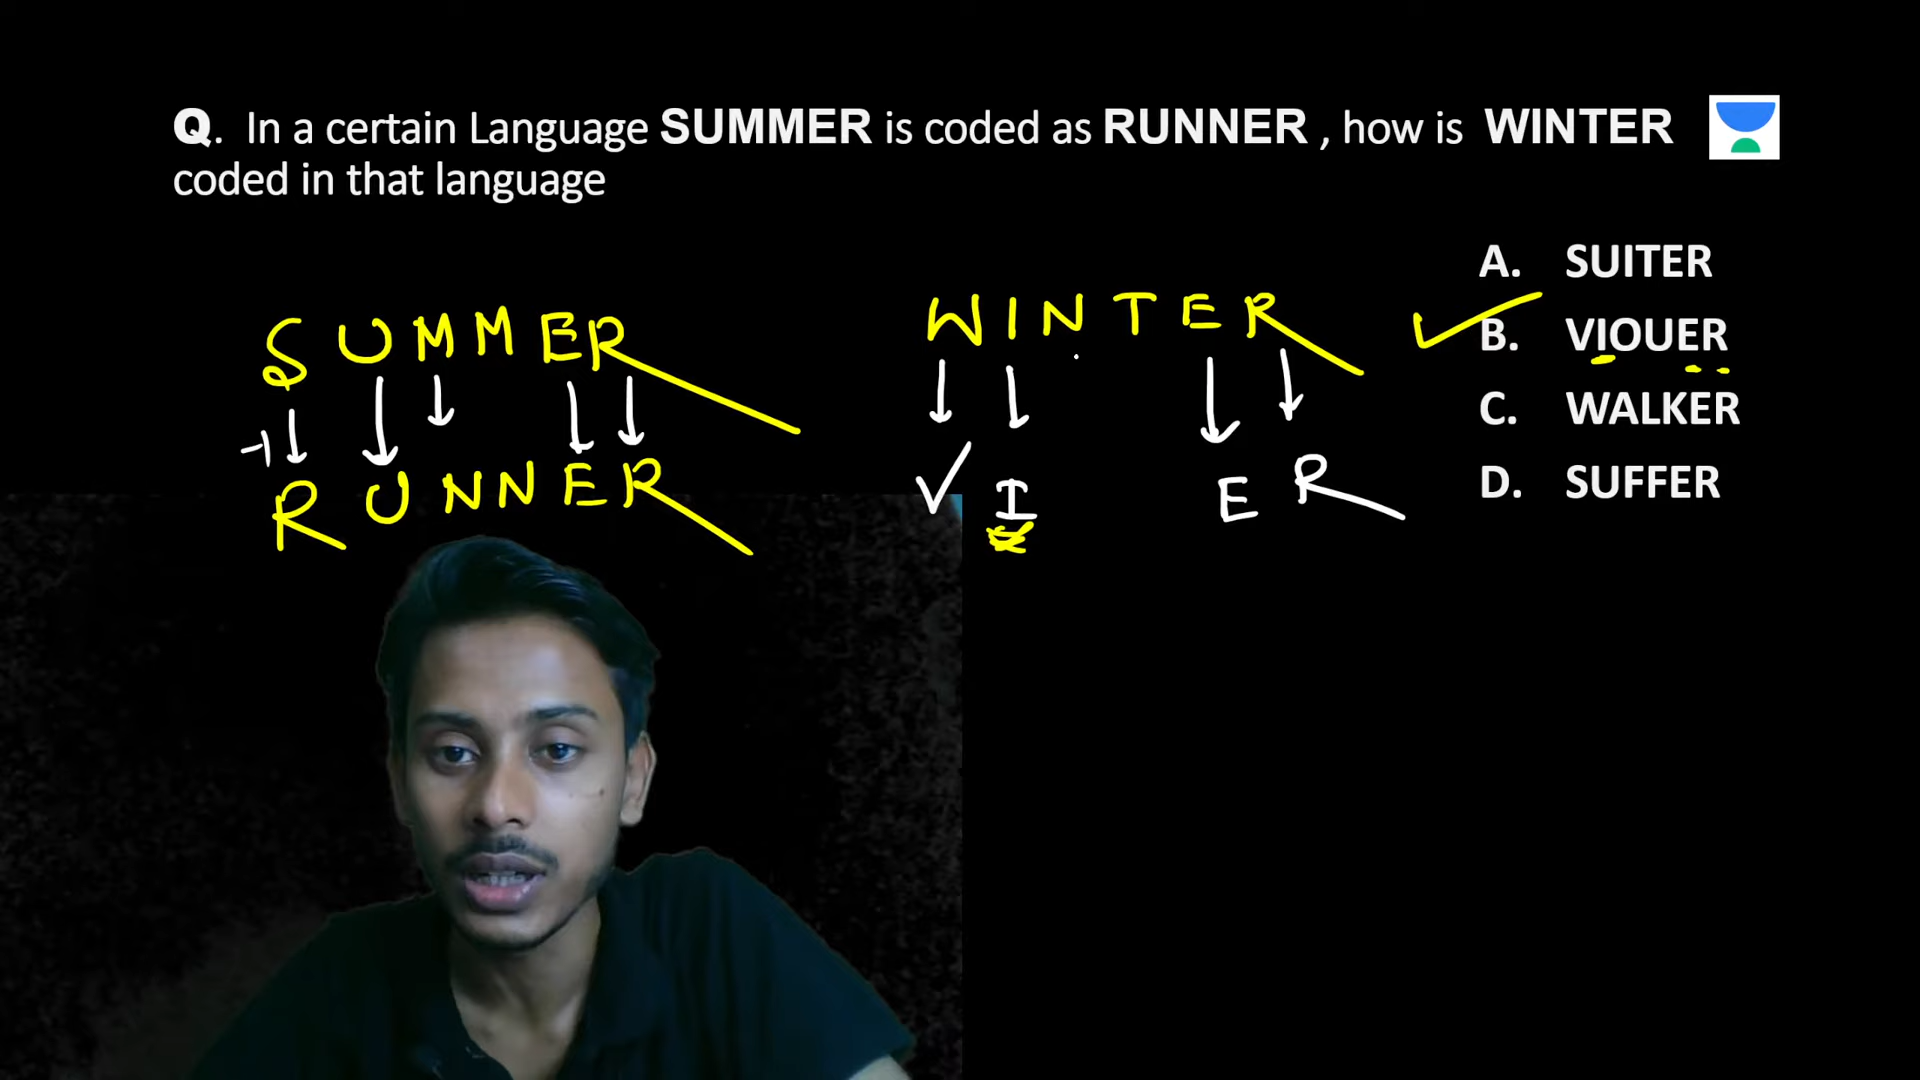 Q. In a certain Language SUMMER is coded as RUNNER , how is WINTER
coded in that language
A. SUITER
B. VIOUER
C. WALKER
D. SUFFER
SUMMER
-1
RUNNER
WINTER
V I E R